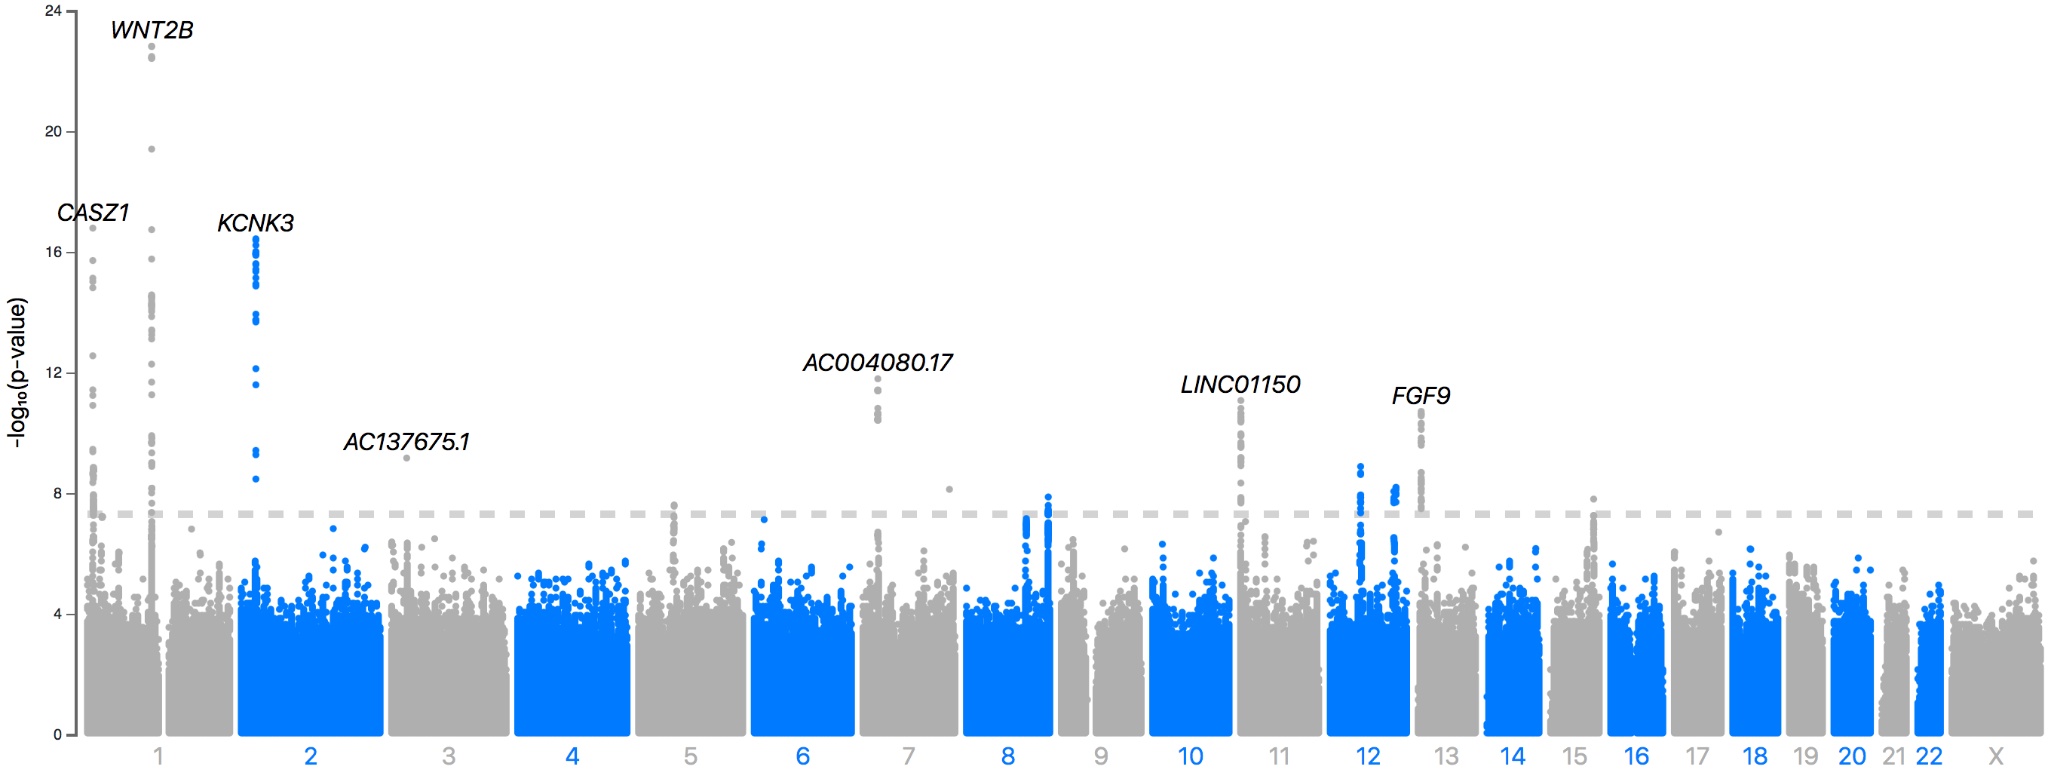 24
WNT2B
20
CASZ1
KCNK3
16
-log₁₀(p-value)
AC004080.17
12
LINC01150
FGF9
AC137675.1
8
4
0
1 2 3 4 5 6 7 8 9 10 11 12 13 14 15 16 17 18 19 20 21 22 X